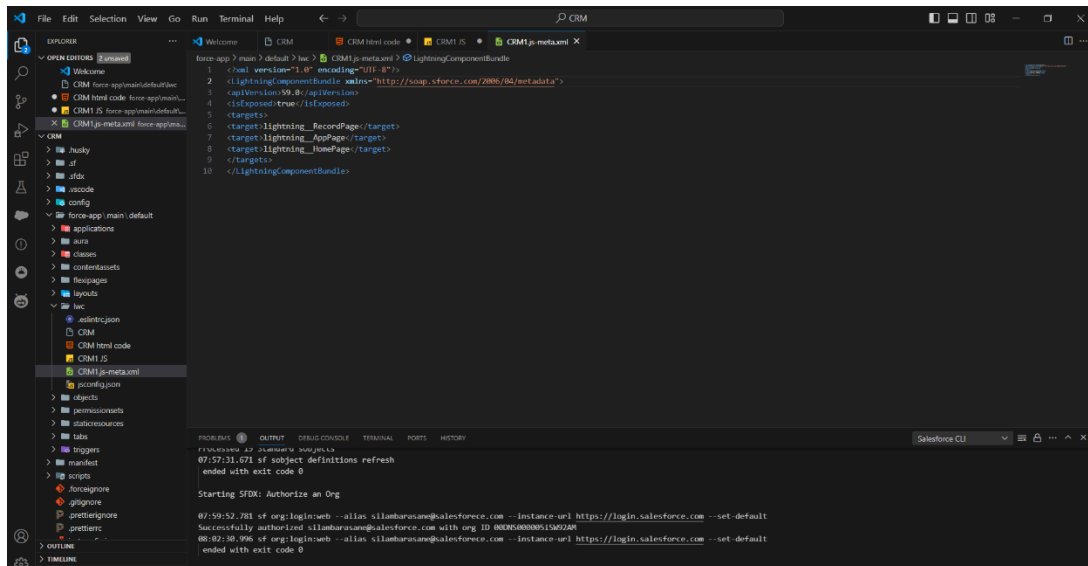 File Edit Selection View Go Run Terminal Help
CRM
EXPLORER
OPEN EDITORS 2 unsaved
Welcome
CRM force-app\main\default\lwc
CRM html code force-app\main\...
CRM1 JS force-app\main\default\...
CRM1.js-meta.xml force-app\ma...
CRM
.husky
.sf
.sfdx
.vscode
config
force-app\main\default
applications
aura
classes
contentassets
flexipages
layouts
lwc
.eslintrc.json
CRM
CRM html code
CRM1 JS
CRM1.js-meta.xml
jsconfig.json
objects
permissionsets
staticresources
tabs
triggers
manifest
scripts
.forceignore
.gitignore
.prettierignore
.prettierrc
OUTLINE
TIMELINE
Welcome CRM CRM html code CRM1 JS CRM1.js-meta.xml
force-app > main > default > lwc > CRM1.js-meta.xml > LightningComponentBundle
1 <?xml version="1.0" encoding="UTF-8"?>
2 <LightningComponentBundle xmlns="http://soap.sforce.com/2006/04/metadata">
3 <apiVersion>59.0</apiVersion>
4 <isExposed>true</isExposed>
5 <targets>
6 <target>lightning__RecordPage</target>
7 <target>lightning__AppPage</target>
8 <target>lightning__HomePage</target>
9 </targets>
10 </LightningComponentBundle>
PROBLEMS 1 OUTPUT DEBUG CONSOLE TERMINAL PORTS HISTORY
Salesforce CLI
Processed 15 Standard sObjects
07:57:31.671 sf sobject definitions refresh
ended with exit code 0
Starting SFDX: Authorize an Org
07:59:52.781 sf org:login:web --alias silambarasane@salesforce.com --instance-url https://login.salesforce.com --set-default
Successfully authorized silambarasane@salesforce.com with org ID
08:02:30.996 sf org:login:web --alias silambarasane@salesforce.com --instance-url https://login.salesforce.com --set-default
ended with exit code 0